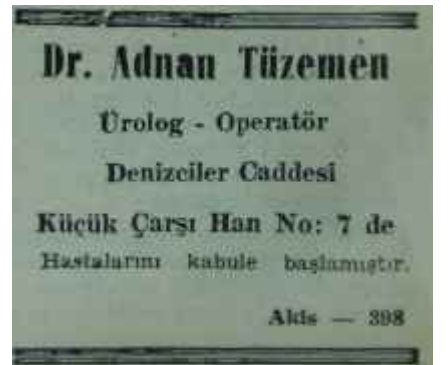 Dr. Adnan Tüzemen
Ürolog - Operatör
Denizciler Caddesi
Küçük Çarşı Han No: 7 de
Hastalarını kabule başlamıştır.
Akis — 398